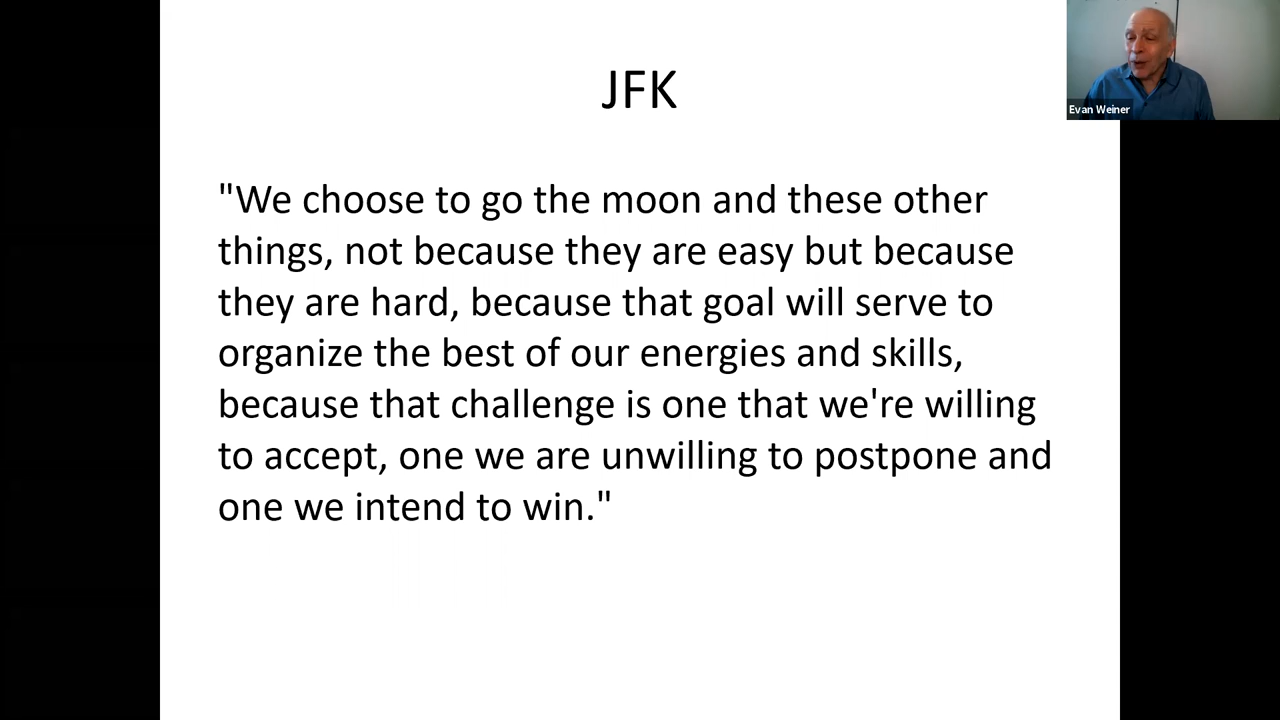 JFK
"We choose to go the moon and these other
things, not because they are easy but because
they are hard, because that goal will serve to
organize the best of our energies and skills,
because that challenge is one that we're willing
to accept, one we are unwilling to postpone and
one we intend to win."
Evan Weiner